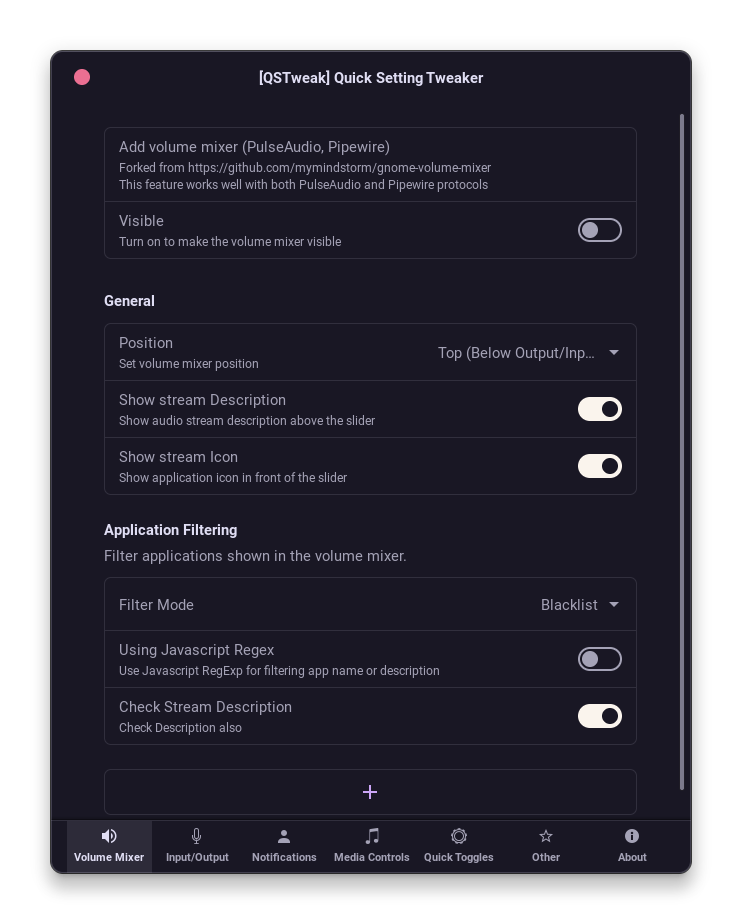 [QSTweak] Quick Setting Tweaker
Add volume mixer (PulseAudio, Pipewire)
Forked from https://github.com/mymindstorm/gnome-volume-mixer
This feature works well with both PulseAudio and Pipewire protocols
Visible
Turn on to make the volume mixer visible
General
Position
Set volume mixer position
Top (Below Output/Inp...
Show stream Description
Show audio stream description above the slider
Show stream Icon
Show application icon in front of the slider
Application Filtering
Filter applications shown in the volume mixer.
Filter Mode
Blacklist
Using Javascript Regex
Use Javascript RegExp for filtering app name or description
Check Stream Description
Check Description also
Volume Mixer
Input/Output
Notifications
Media Controls
Quick Toggles
Other
About